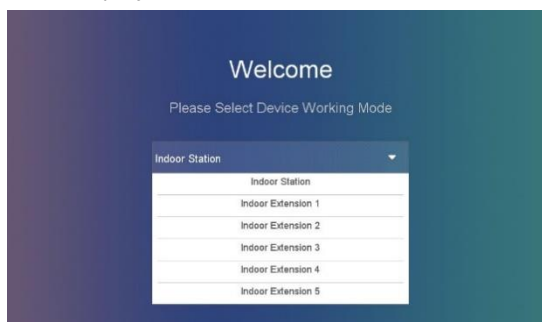 Welcome
Please Select Device Working Mode
Indoor Station
Indoor Station
Indoor Extension 1
Indoor Extension 2
Indoor Extension 3
Indoor Extension 4
Indoor Extension 5